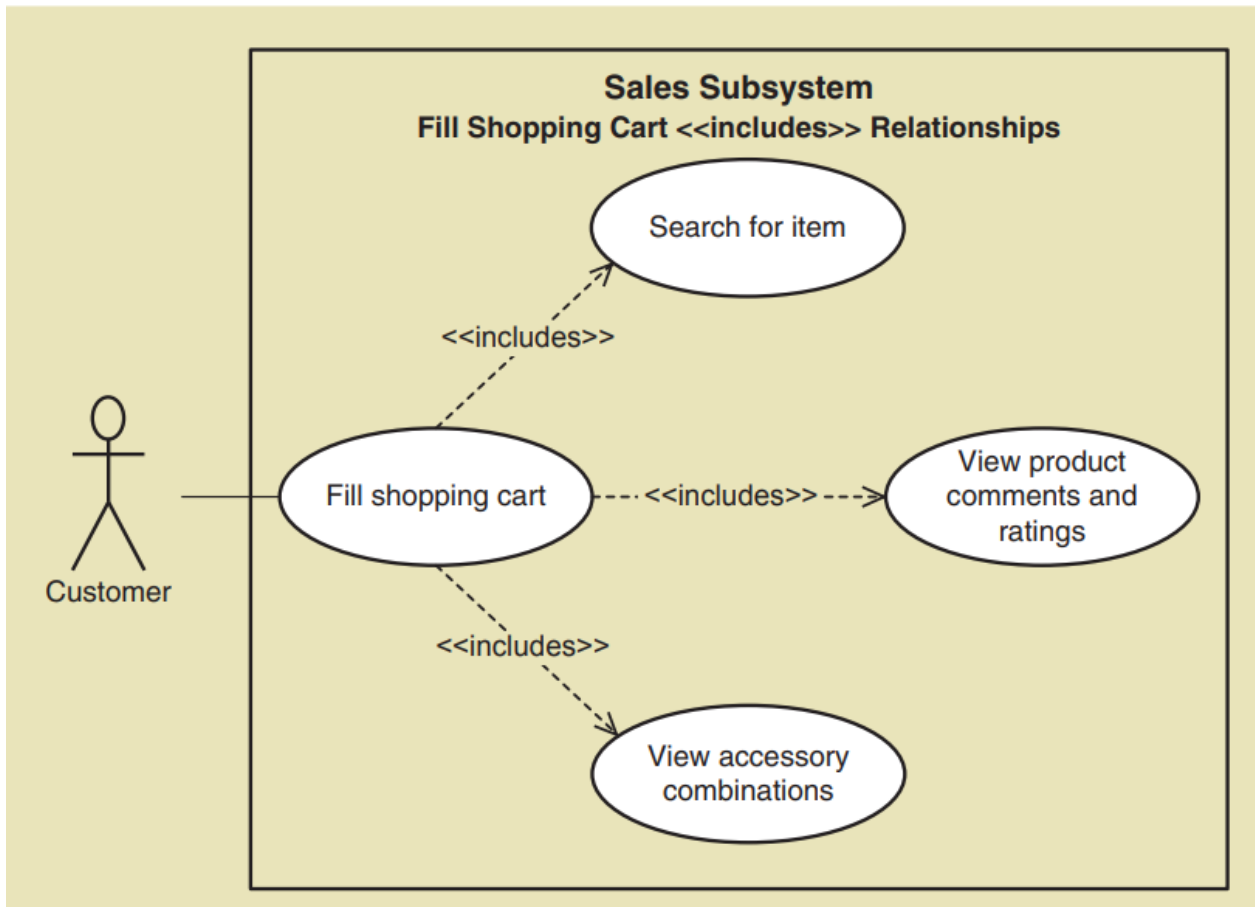 Sales Subsystem
Fill Shopping Cart <<includes>> Relationships
Search for item
<<includes>>
Fill shopping cart
<<includes>>
View product
comments and
ratings
Customer
<<includes>>
View accessory
combinations